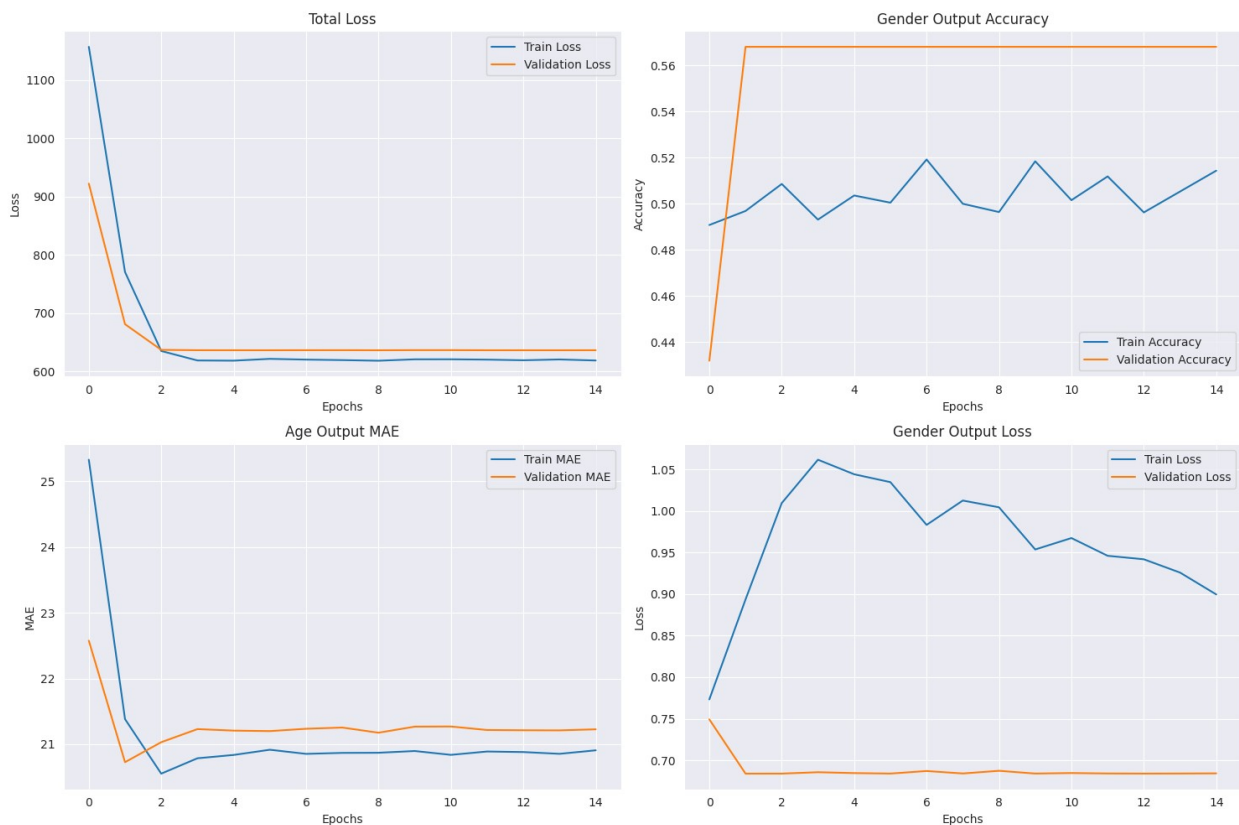 Total Loss
Train Loss
Validation Loss
1100
1000
900
800
700
600
Loss
0 2 4 6 8 10 12 14
Epochs
Gender Output Accuracy
0.56
0.54
0.52
0.50
0.48
0.46
0.44
Accuracy
Train Accuracy
Validation Accuracy
0 2 4 6 8 10 12 14
Epochs
Age Output MAE
Train MAE
Validation MAE
25
24
23
22
21
MAE
0 2 4 6 8 10 12 14
Epochs
Gender Output Loss
Train Loss
Validation Loss
1.05
1.00
0.95
0.90
0.85
0.80
0.75
0.70
Loss
0 2 4 6 8 10 12 14
Epochs